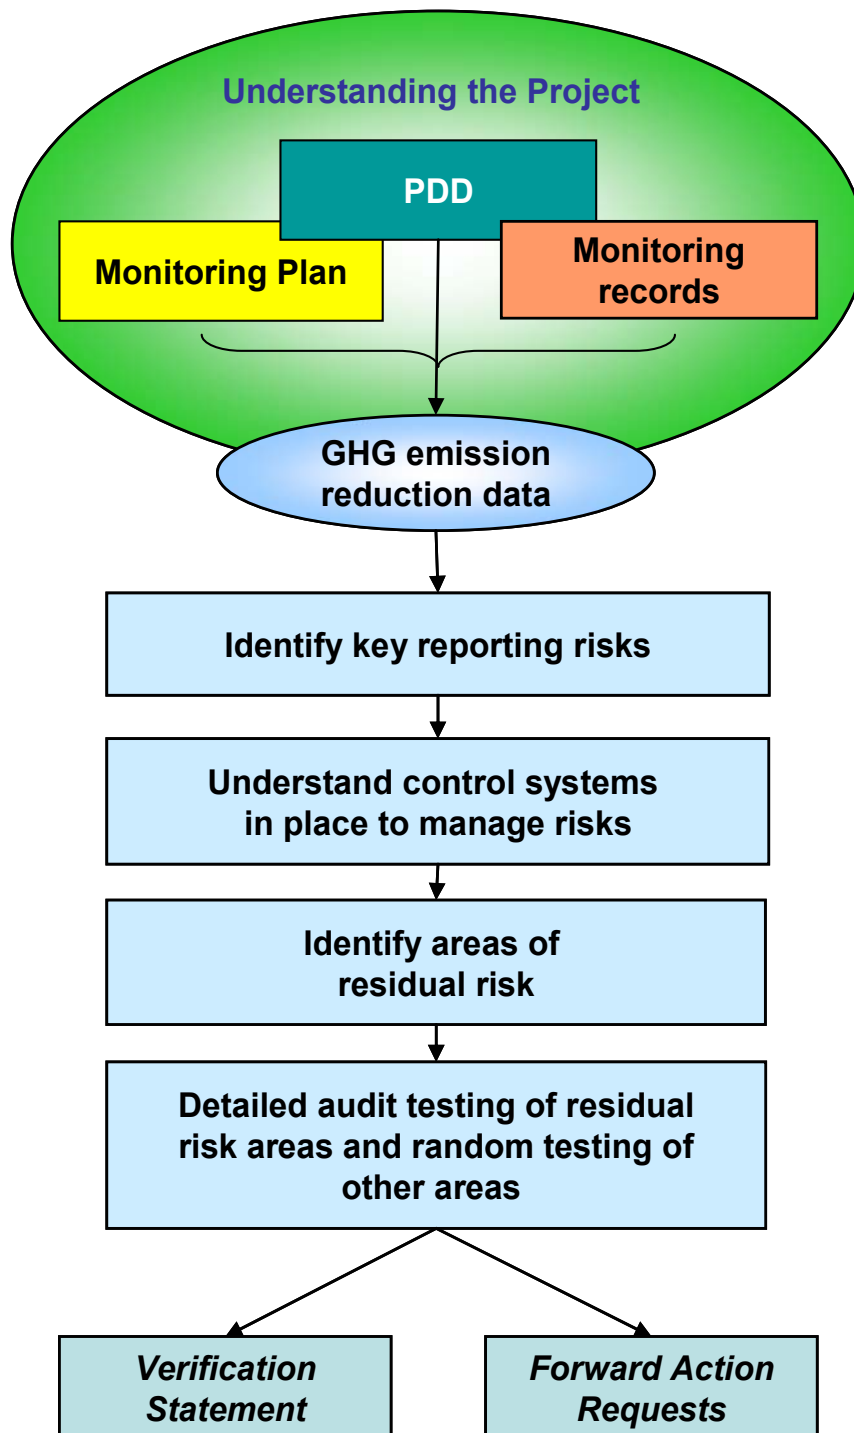 Understanding the Project
PDD
Monitoring Plan
Monitoring
records
GHG emission
reduction data
Identify key reporting risks
Understand control systems
in place to manage risks
Identify areas of
residual risk
Detailed audit testing of residual
risk areas and random testing of
other areas
Verification
Statement
Forward Action
Requests